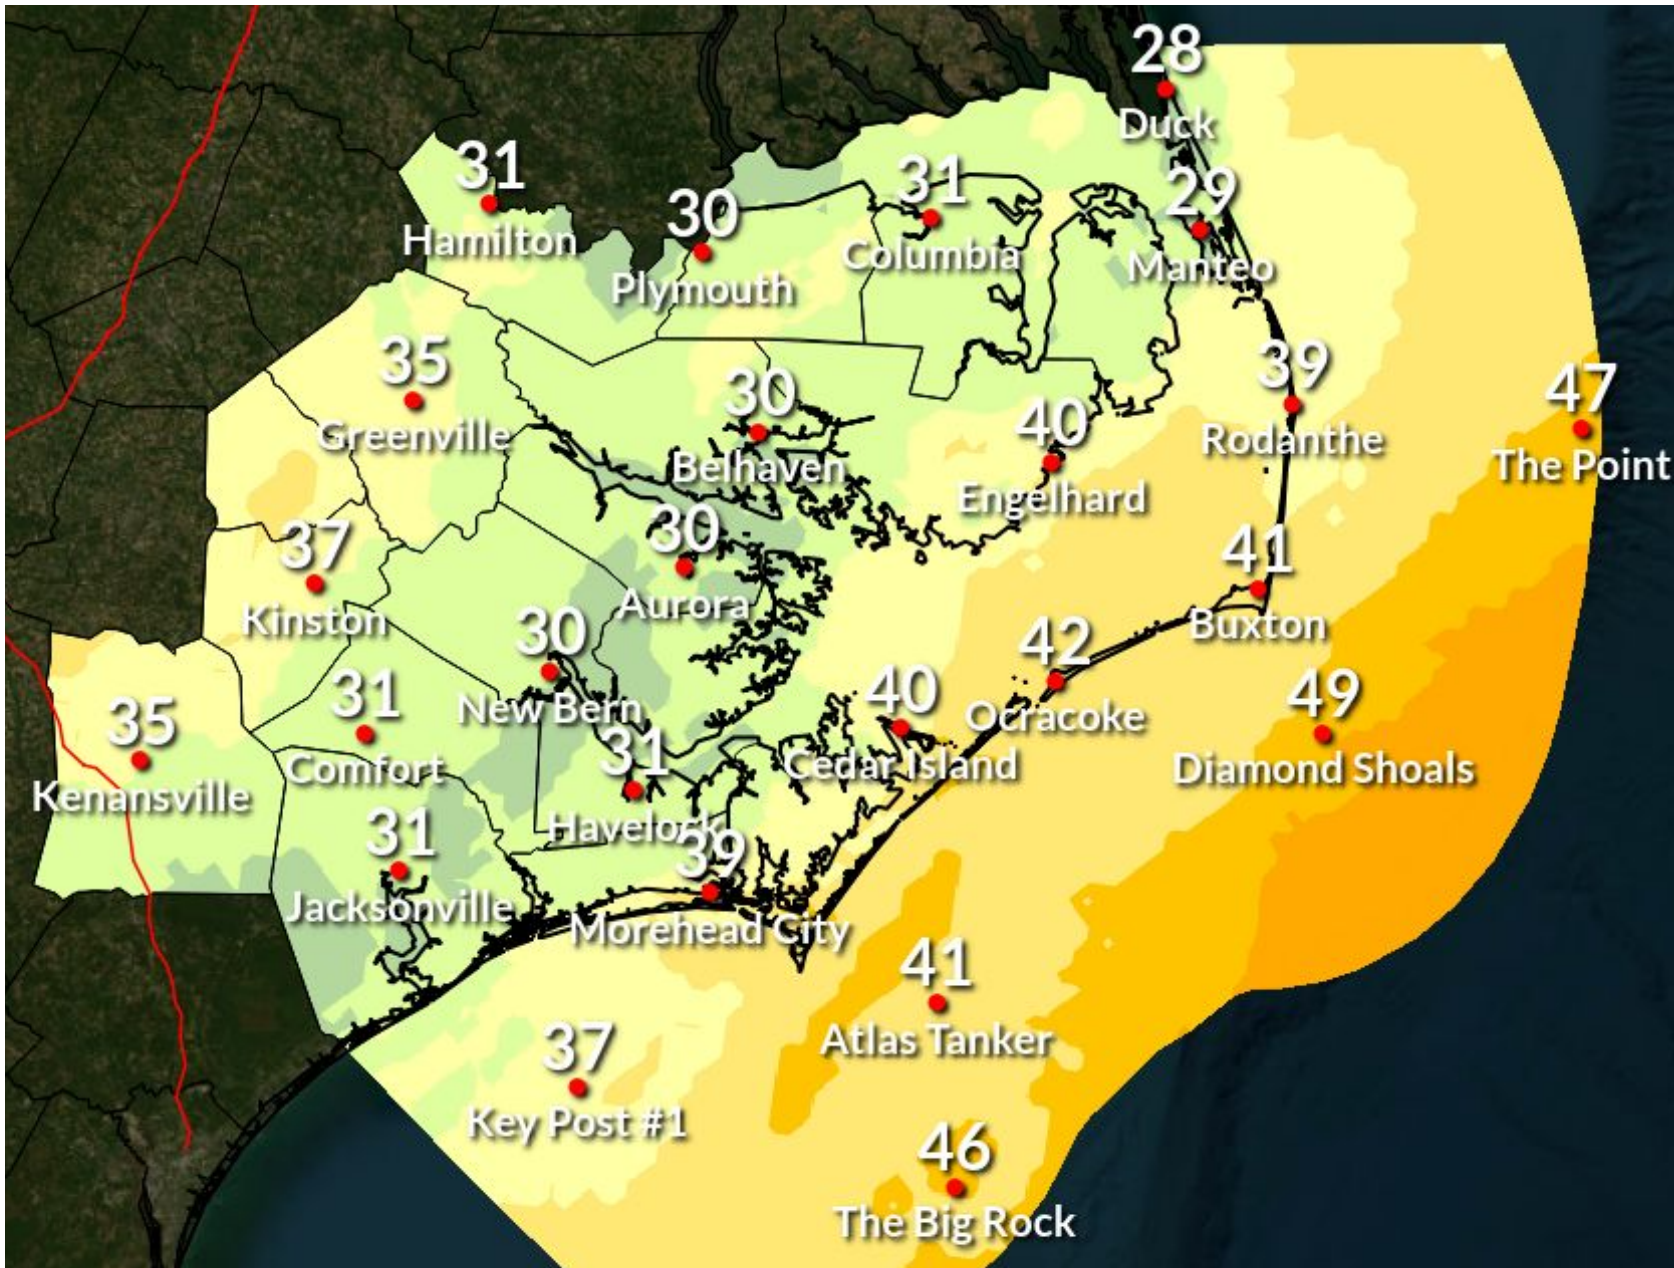 28
Duck
31
Hamilton
30
Plymouth
31
Columbia
29
Manteo
35
Greenville
30
Belhaven
40
Engelhard
39
Rodanthe
47
The Point
37
Kinston
30
Aurora
41
Buxton
30
New Bern
42
Ocracoke
35
Kenansville
31
Comfort
40
Cedar Island
49
Diamond Shoals
31
Havelock
31
Jacksonville
39
Morehead City
41
Atlas Tanker
37
Key Post #1
46
The Big Rock